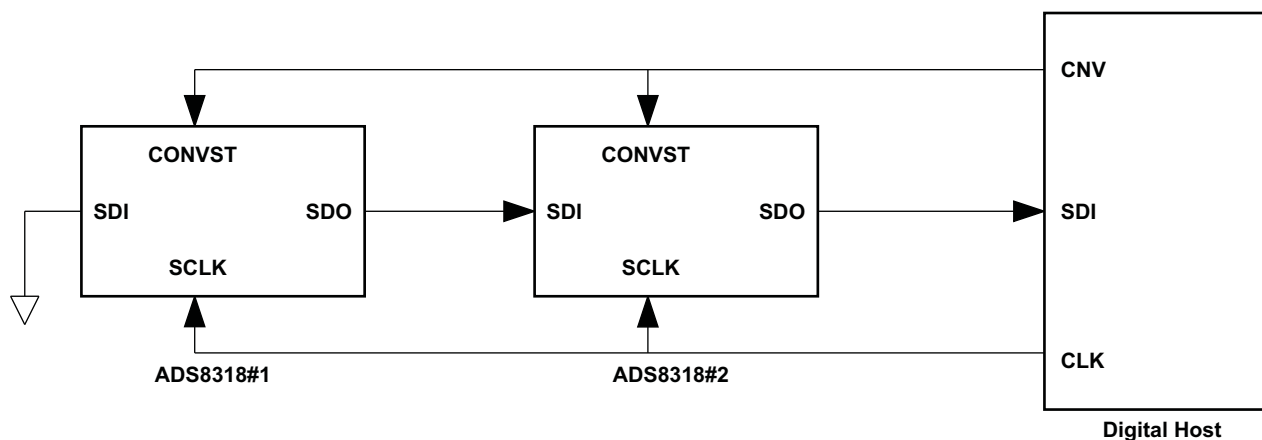 CNV
CONVST
CONVST
SDI
SDO
SDI
SDO
SDI
SCLK
SCLK
CLK
ADS8318#1
ADS8318#2
Digital Host